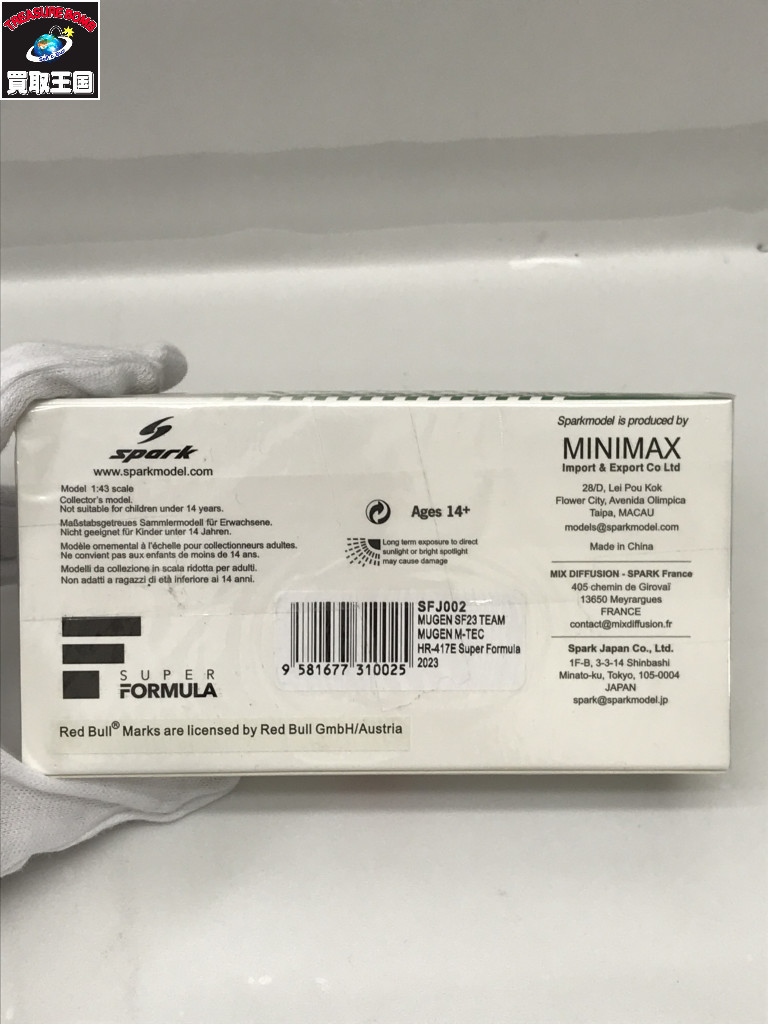 TREASURE BOMB
買取王国
spark
www.sparkmodel.com
Model 1:43 scale
Collector's model.
Not suitable for children under 14 years.
Maßstabsgetreues Sammlermodell für Erwachsene.
Nicht geeignet für Kinder unter 14 Jahren.
Modèle ornemental à l'échelle pour collectionneurs adultes.
Ne convient pas aux enfants de moins de 14 ans.
Modelli da collezione in scala ridotta per adulti.
Non adatti a ragazzi di età inferiore ai 14 anni.
Ages 14+
Long term exposure to direct
sunlight or bright spotlight
may cause damage
SUPER
FORMULA
9 581677 310025
SFJ002
MUGEN SF23 TEAM
MUGEN M-TEC
HR-417E Super Formula
2023
Red Bull® Marks are licensed by Red Bull GmbH/Austria
Sparkmodel is produced by
MINIMAX
Import & Export Co Ltd
28/D, Lei Pou Kok
Flower City, Avenida Olimpica
Taipa, MACAU
models@sparkmodel.com
Made in China
MIX DIFFUSION - SPARK France
405 chemin de Girovaï
13650 Meyrargues
FRANCE
contact@mixdiffusion.fr
Spark Japan Co., Ltd.
1F-B, 3-3-14 Shinbashi
Minato-ku, Tokyo, 105-0004
JAPAN
spark@sparkmodel.jp